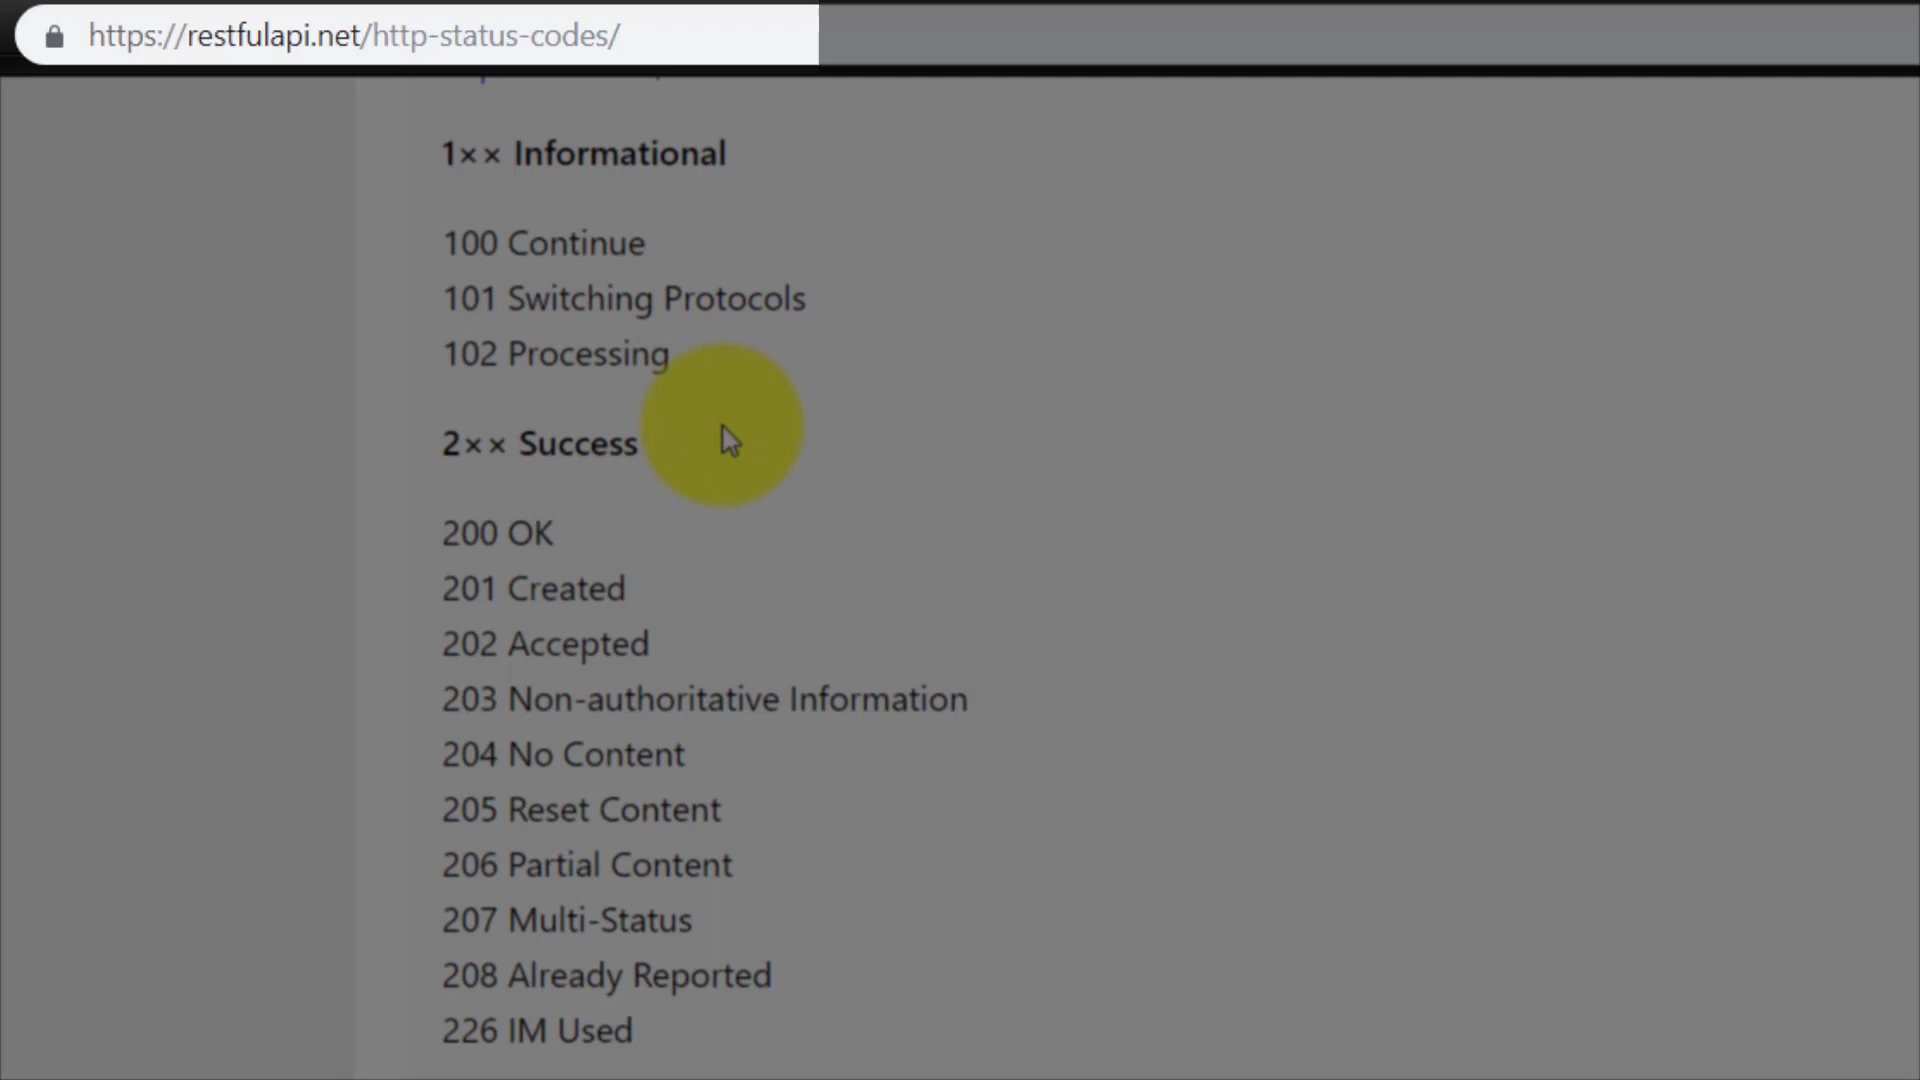 https://restfulapi.net/http-status-codes/
1×× Informational
100 Continue
101 Switching Protocols
102 Processing
2×× Success
200 OK
201 Created
202 Accepted
203 Non-authoritative Information
204 No Content
205 Reset Content
206 Partial Content
207 Multi-Status
208 Already Reported
226 IM Used